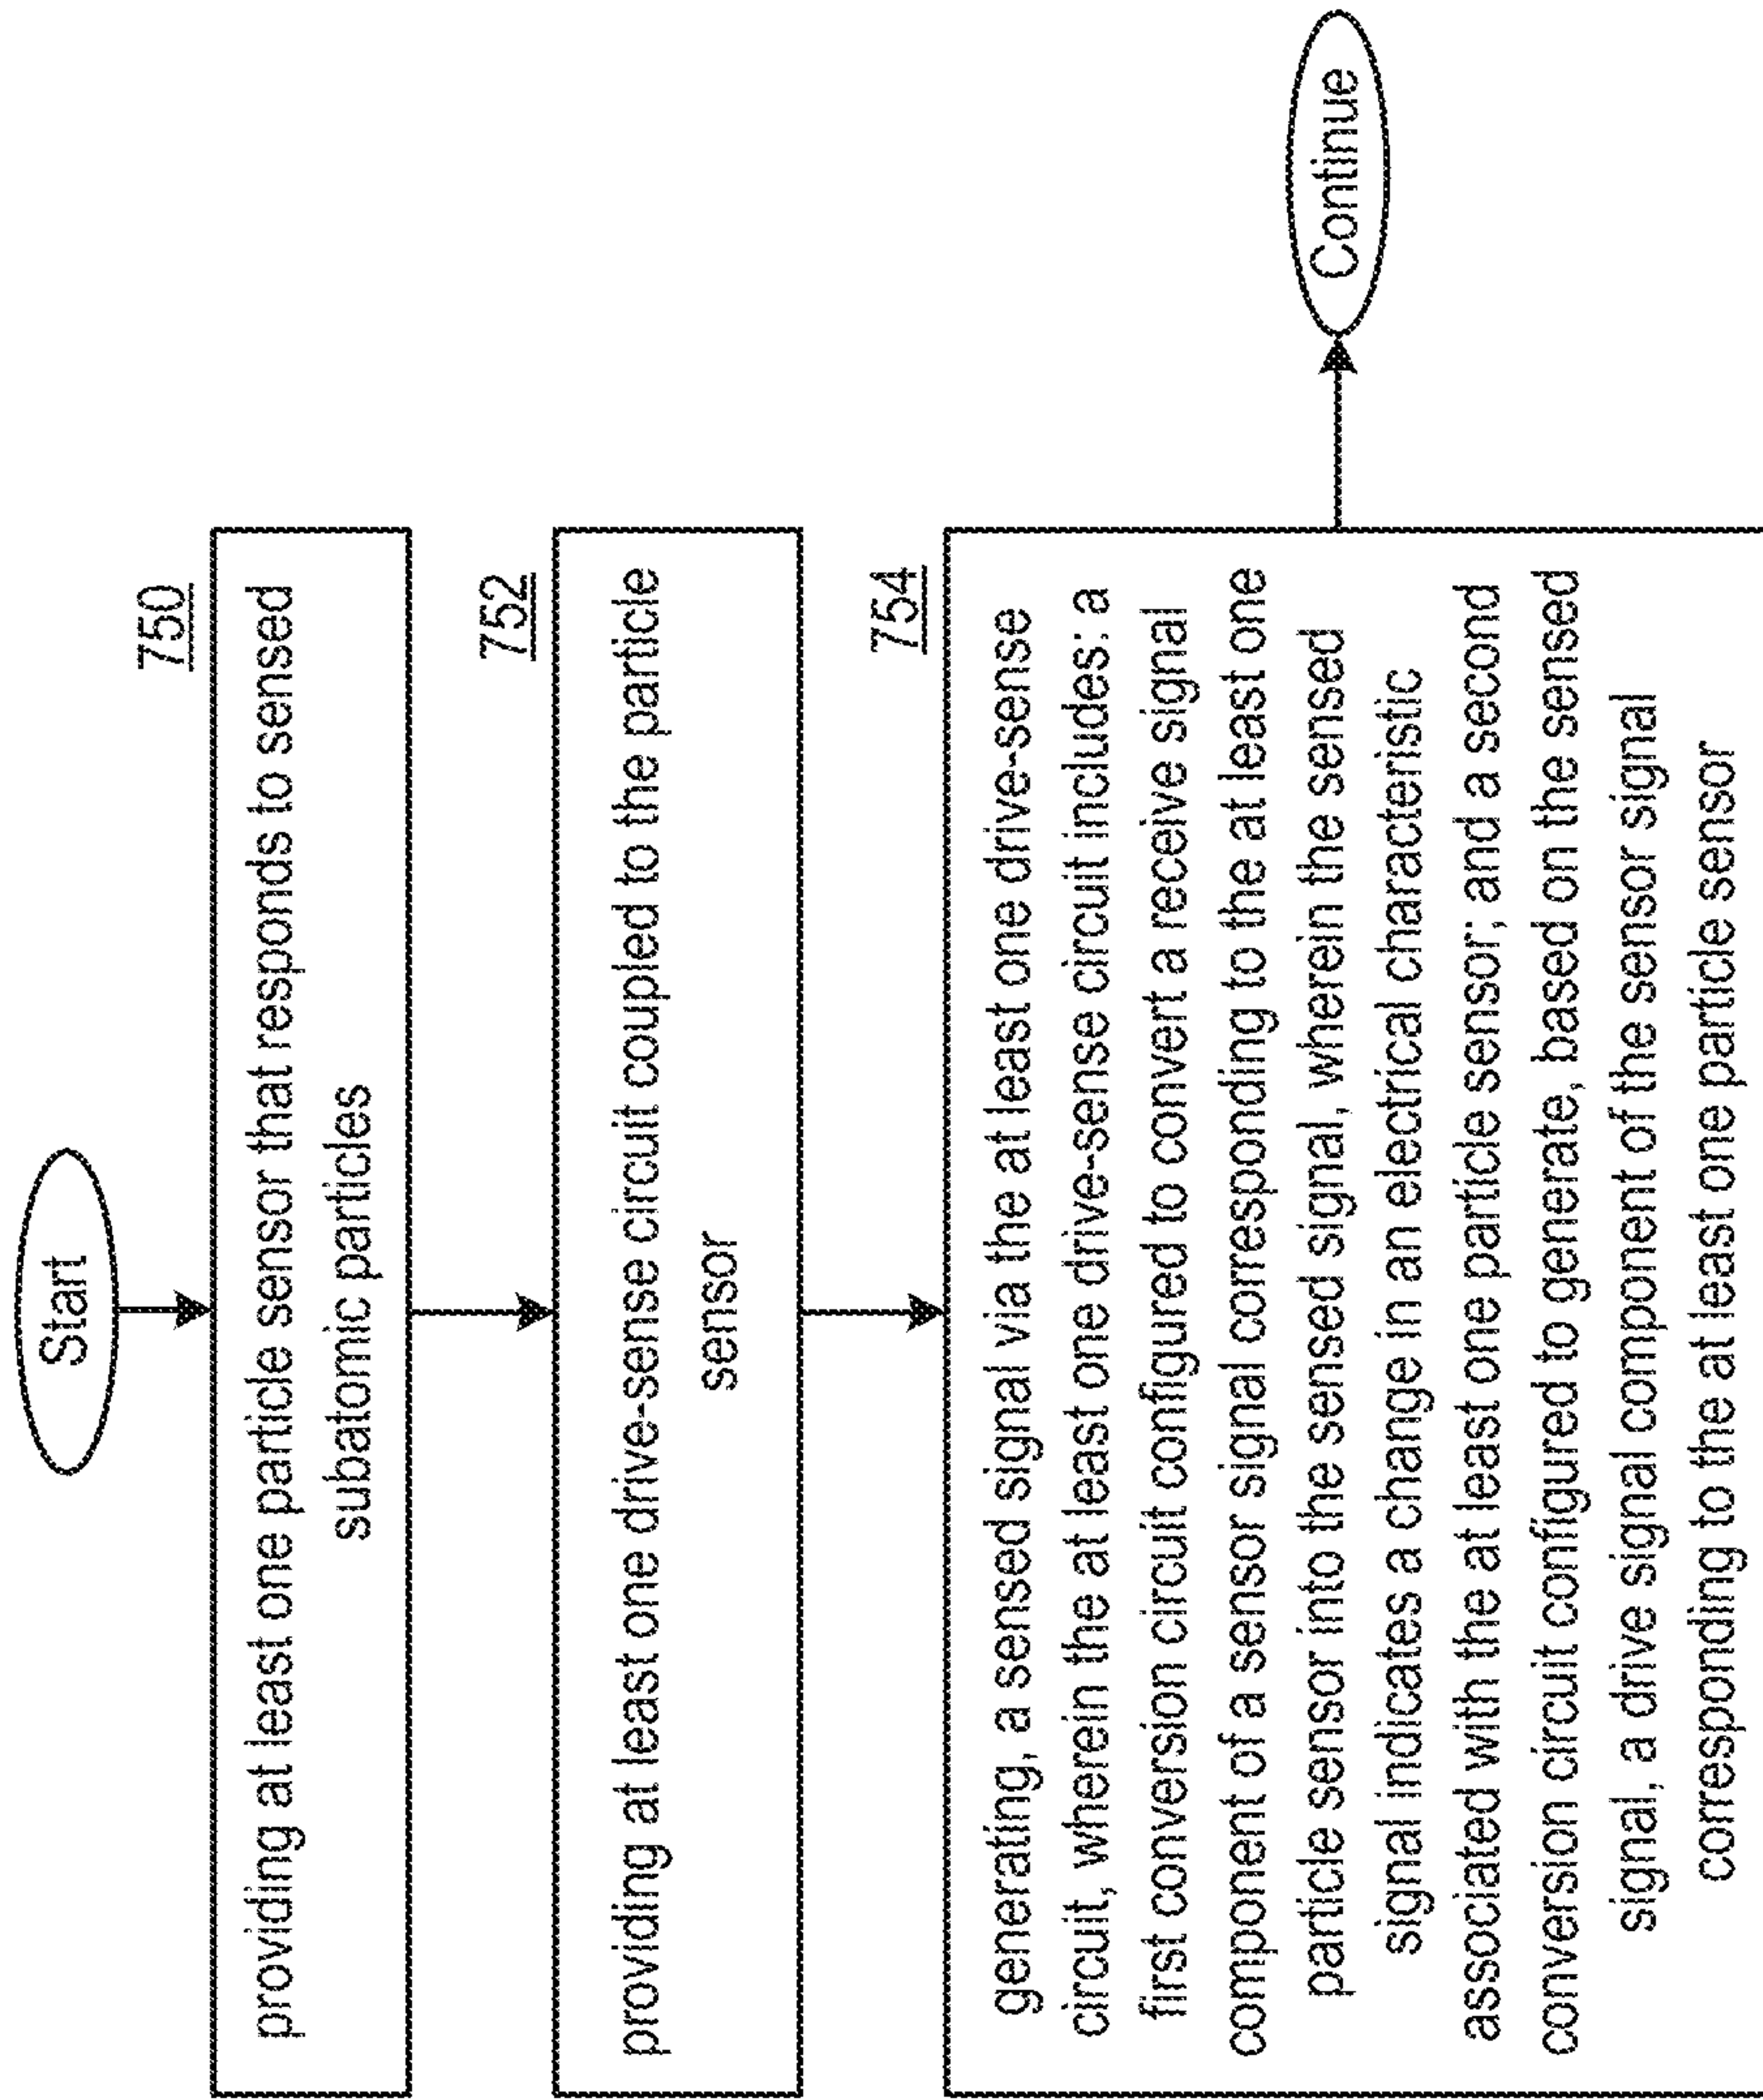 Start
750
providing at least one particle sensor that responds to sensed
subatomic particles
752
providing at least one drive-sense circuit coupled to the particle
sensor
754
generating, a sensed signal via the at least one drive-sense
circuit, wherein the at least one drive-sense circuit includes: a
first conversion circuit configured to convert a receive signal
component of a sensor signal corresponding to the at least one
particle sensor into the sensed signal, wherein the sensed
signal indicates a change in an electrical characteristic
associated with the at least one particle sensor; and a second
conversion circuit configured to generate, based on the sensed
signal, a drive signal component of the sensor signal
corresponding to the at least one particle sensor
Continue